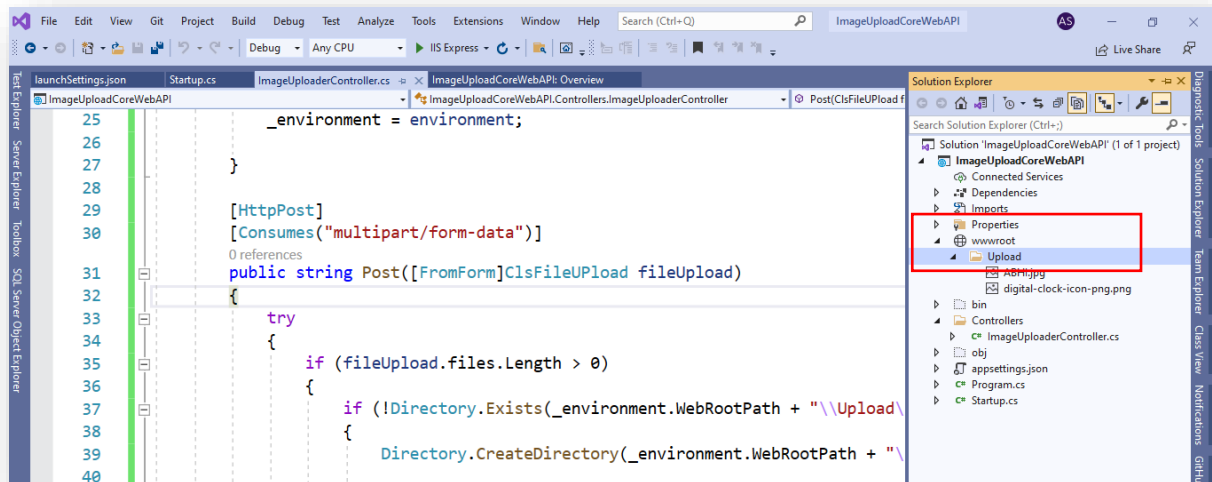 File Edit View Git Project Build Debug Test Analyze Tools Extensions Window Help Search (Ctrl+Q) ImageUploadCoreWebAPI AS
Debug Any CPU IIS Express Live Share
launchSettings.json Startup.cs ImageUploaderController.cs ImageUploadCoreWebAPI: Overview
ImageUploadCoreWebAPI ImageUploadCoreWebAPI.Controllers.ImageUploaderController Post(ClsFileUPload f
25 _environment = environment;
26
27 }
28
29 [HttpPost]
30 [Consumes("multipart/form-data")]
0 references
31 public string Post([FromForm]ClsFileUPload fileUpload)
32 {
33 try
34 {
35 if (fileUpload.files.Length > 0)
36 {
37 if (!Directory.Exists(_environment.WebRootPath + "\\Upload\
38 {
39 Directory.CreateDirectory(_environment.WebRootPath + "\
40
Solution Explorer
Search Solution Explorer (Ctrl+;)
Solution 'ImageUploadCoreWebAPI' (1 of 1 project)
ImageUploadCoreWebAPI
Connected Services
Dependencies
Imports
Properties
wwwroot
Upload
ABHI.jpg
digital-clock-icon-png.png
bin
Controllers
C# ImageUploaderController.cs
obj
appsettings.json
C# Program.cs
C# Startup.cs
Test Explorer
Server Explorer
Toolbox
SQL Server Object Explorer
Diagnostic Tools
Solution Explorer
Team Explorer
Class View
Notifications
GitHu